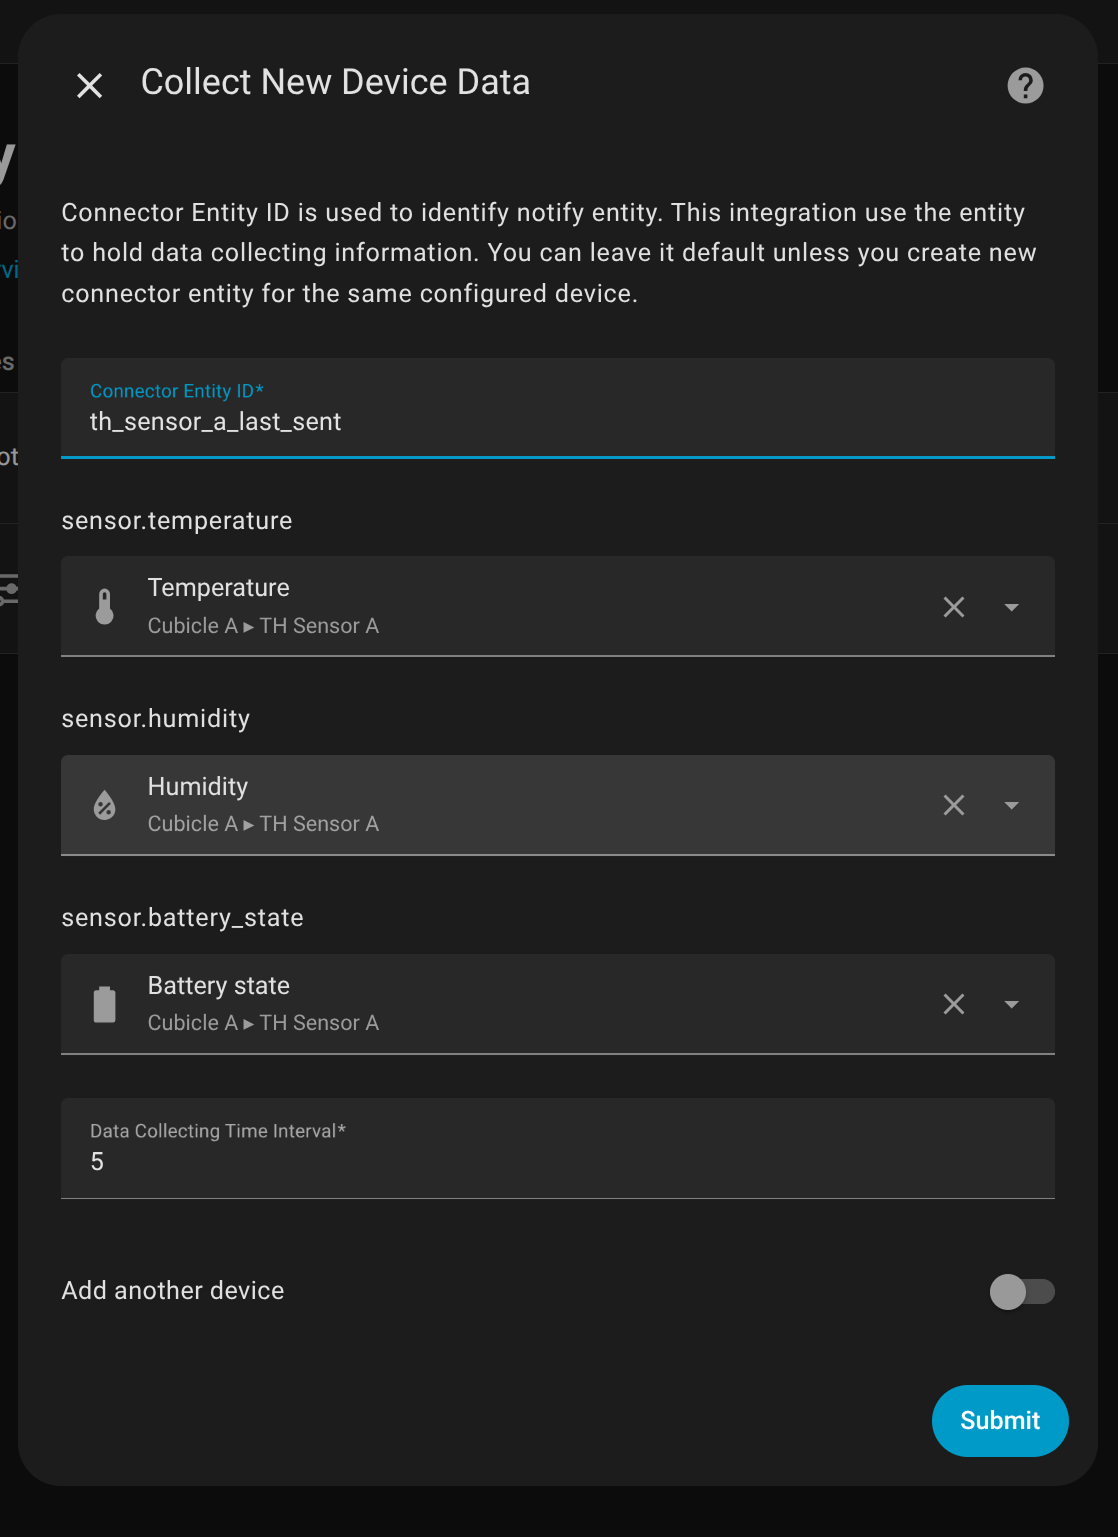 Collect New Device Data
Connector Entity ID is used to identify notify entity. This integration use the entity
to hold data collecting information. You can leave it default unless you create new
connector entity for the same configured device.
Connector Entity ID*
th_sensor_a_last_sent
sensor.temperature
Temperature
Cubicle A ▸ TH Sensor A
sensor.humidity
Humidity
Cubicle A ▸ TH Sensor A
sensor.battery_state
Battery state
Cubicle A ▸ TH Sensor A
Data Collecting Time Interval*
5
Add another device
Submit